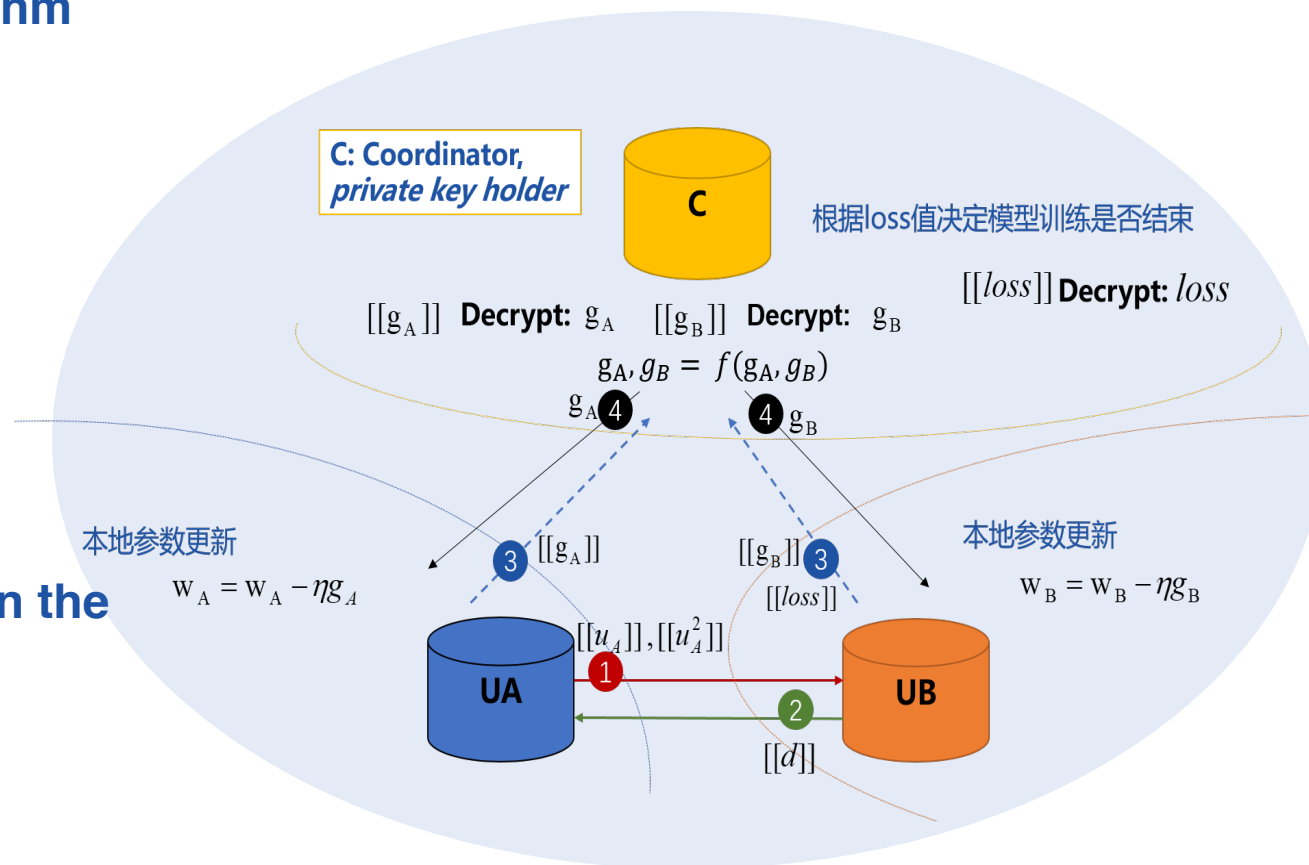 hm
C: Coordinator,
private key holder
C
根据loss值决定模型训练是否结束
[[loss]] Decrypt: loss
[[g_A]] Decrypt: g_A [[g_B]] Decrypt: g_B
g_A, g_B = f(g_A, g_B)
g_A 4
4 g_B
本地参数更新
w_A = w_A − ηg_A
3 [[g_A]]
[[g_B]] 3
[[loss]]
本地参数更新
w_B = w_B − ηg_B
n the
[[u_A]],[[u_A^2]]
1
UA
UB
2
[[d]]